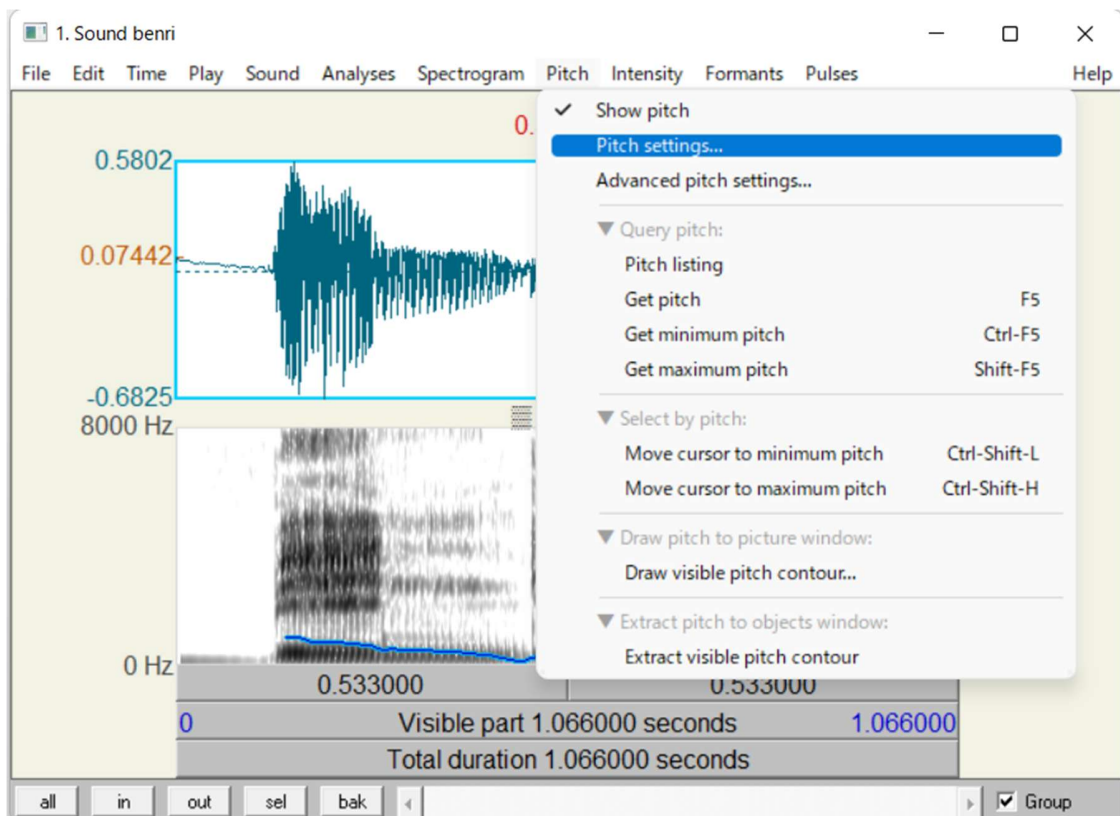 1. Sound benri
File Edit Time Play Sound Analyses Spectrogram Pitch Intensity Formants Pulses Help
Show pitch
Pitch settings...
Advanced pitch settings...
Query pitch:
Pitch listing
Get pitch F5
Get minimum pitch Ctrl-F5
Get maximum pitch Shift-F5
Select by pitch:
Move cursor to minimum pitch Ctrl-Shift-L
Move cursor to maximum pitch Ctrl-Shift-H
Draw pitch to picture window:
Draw visible pitch contour...
Extract pitch to objects window:
Extract visible pitch contour
0.
0.5802
0.07442
-0.6825
8000 Hz
0 Hz
0.533000 0.533000
0 Visible part 1.066000 seconds 1.066000
Total duration 1.066000 seconds
all in out sel bak Group